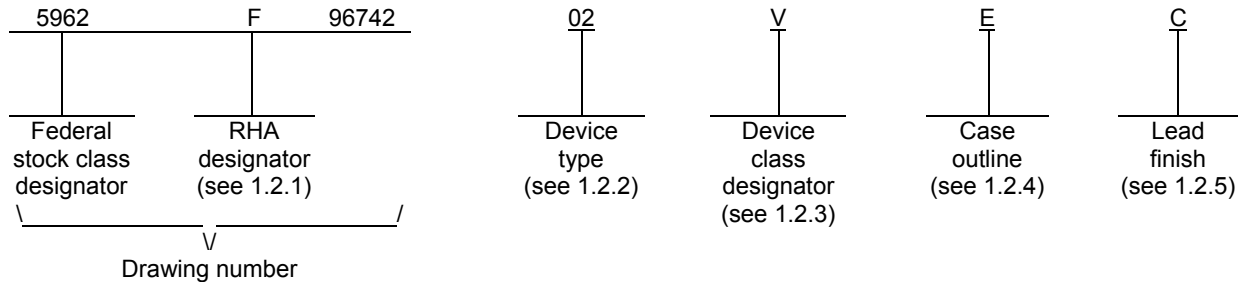 5962 F 96742 02 V E C
Federal stock class designator
RHA designator (see 1.2.1)
Device type (see 1.2.2)
Device class designator (see 1.2.3)
Case outline (see 1.2.4)
Lead finish (see 1.2.5)
\ /
\/
Drawing number